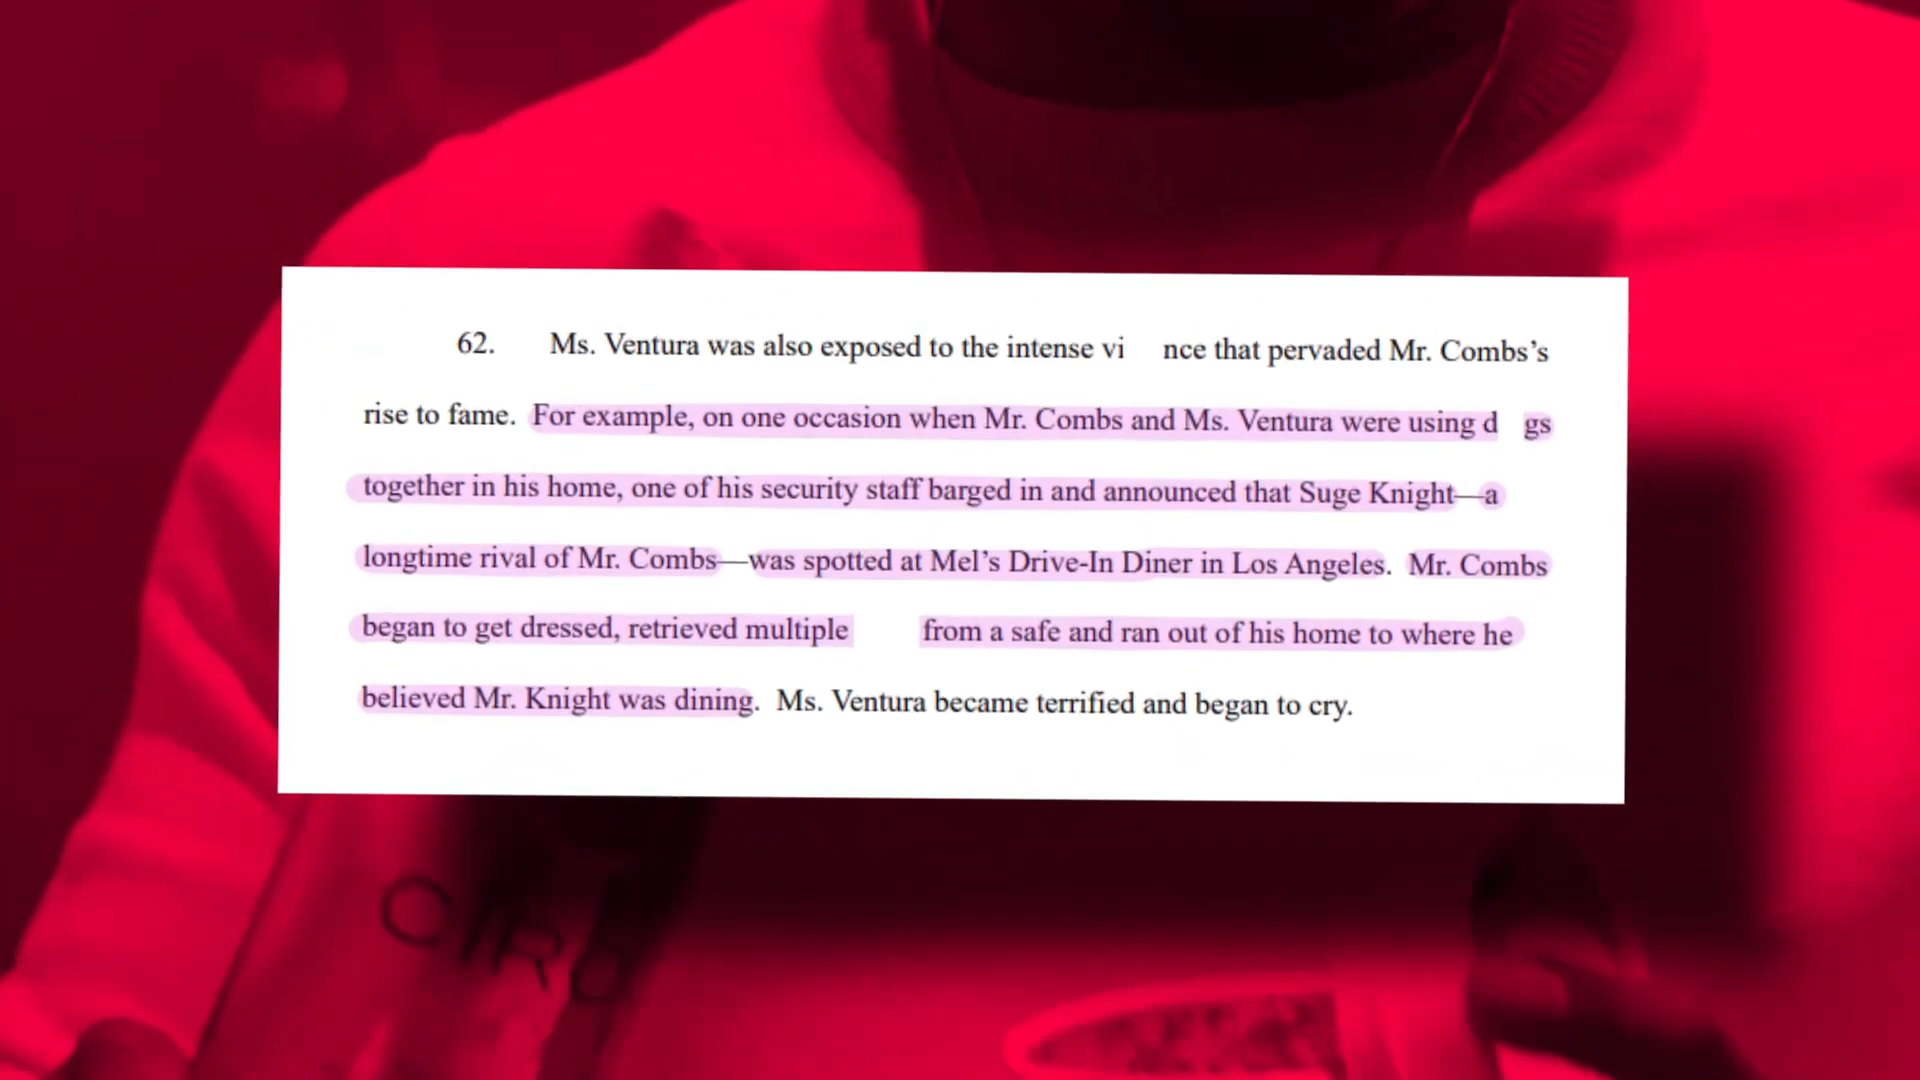 62. Ms. Ventura was also exposed to the intense vi nce that pervaded Mr. Combs’s
rise to fame. For example, on one occasion when Mr. Combs and Ms. Ventura were using d gs
together in his home, one of his security staff barged in and announced that Suge Knight—a
longtime rival of Mr. Combs—was spotted at Mel’s Drive-In Diner in Los Angeles. Mr. Combs
began to get dressed, retrieved multiple from a safe and ran out of his home to where he
believed Mr. Knight was dining. Ms. Ventura became terrified and began to cry.
CIRO